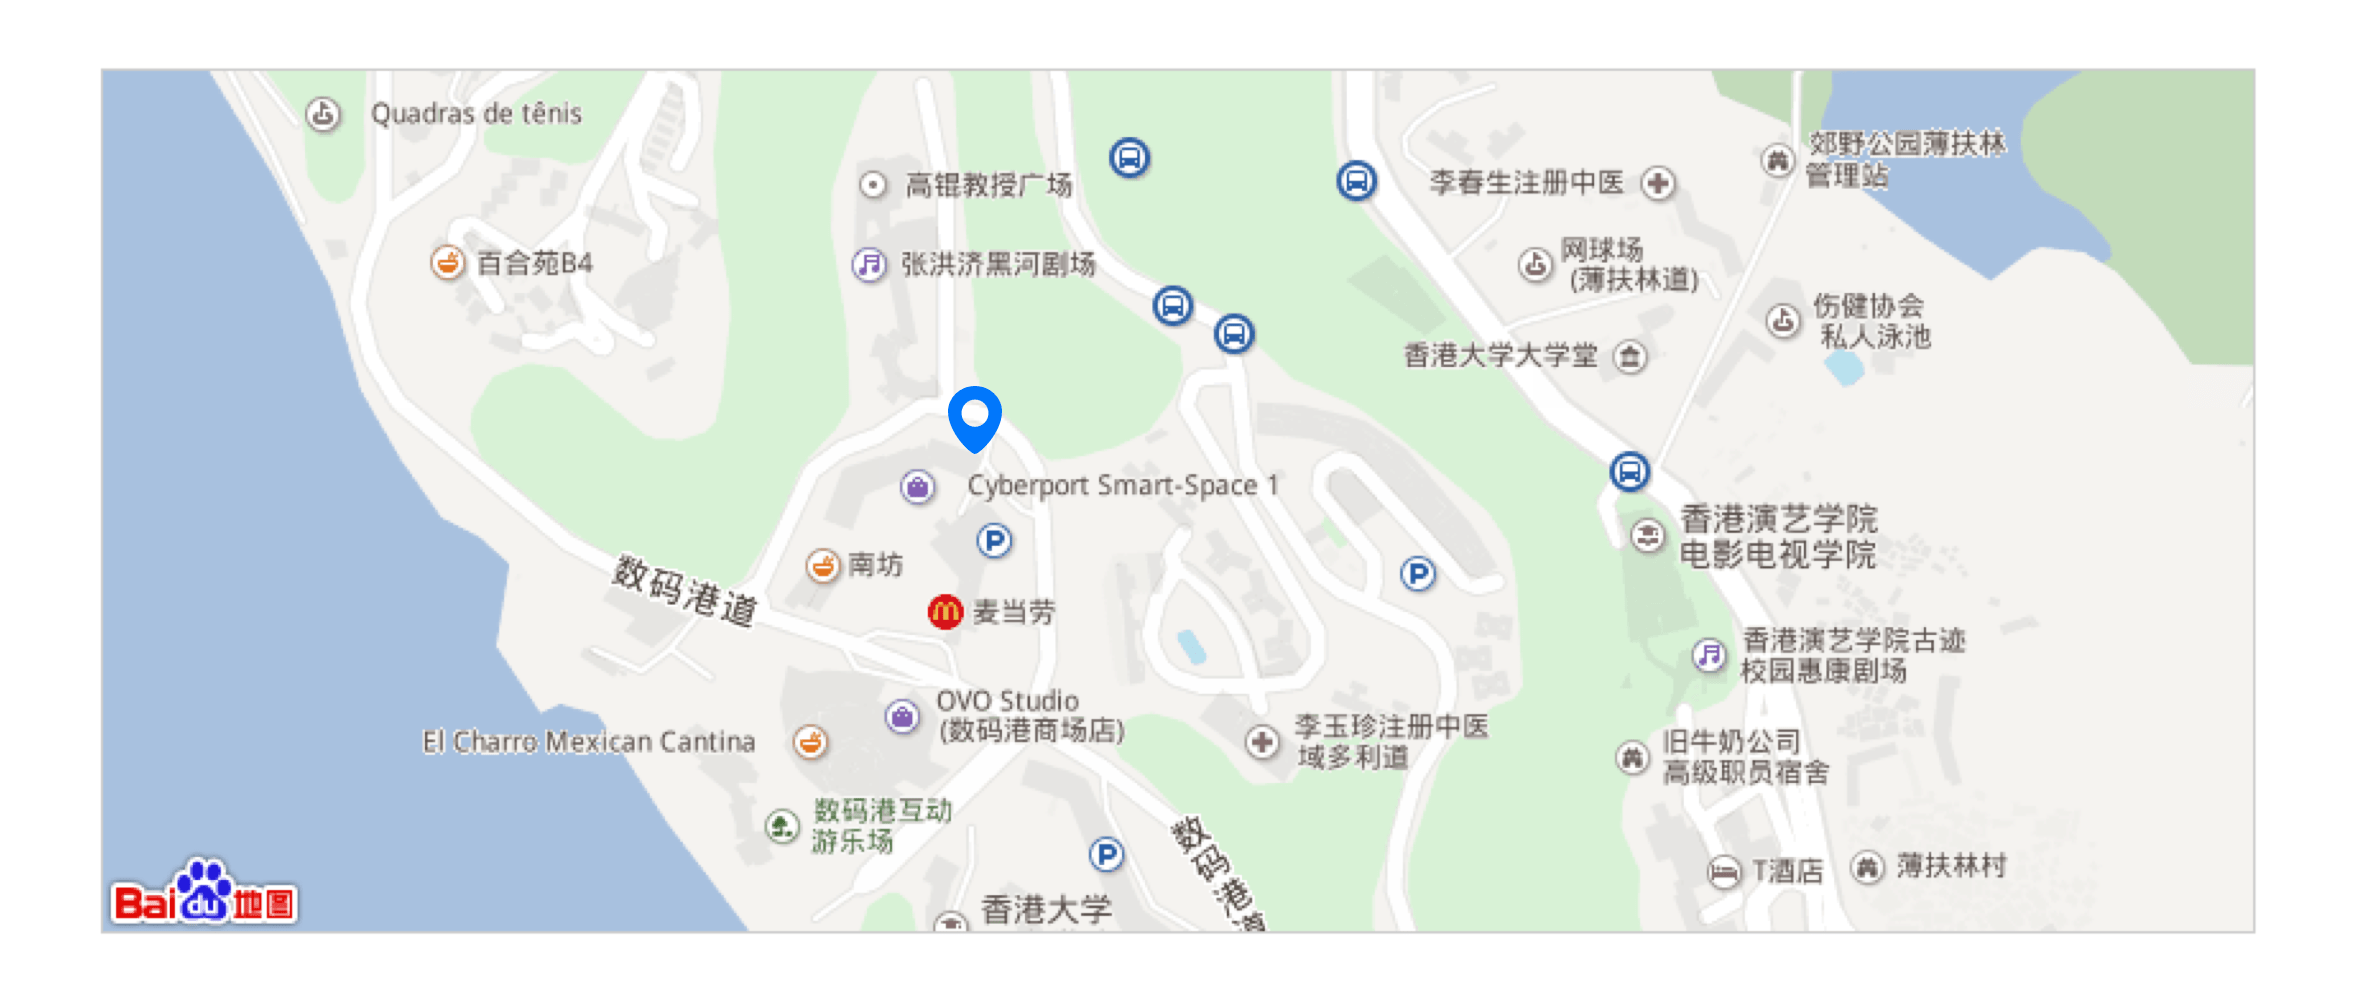 Quadras de tênis
郊野公园薄扶林
管理站
高锟教授广场
李春生注册中医
百合苑B4
张洪济黑河剧场
网球场
(薄扶林道)
伤健协会
私人泳池
香港大学大学堂
Cyberport Smart-Space 1
香港演艺学院
电影电视学院
P
南坊
P
数码港道
麦当劳
香港演艺学院古迹
校园惠康剧场
OVO Studio
(数码港商场店)
李玉珍注册中医
域多利道
El Charro Mexican Cantina
旧牛奶公司
高级职员宿舍
数码港互动
游乐场
数码港道
P
T酒店
薄扶林村
Bai du 地图
香港大学